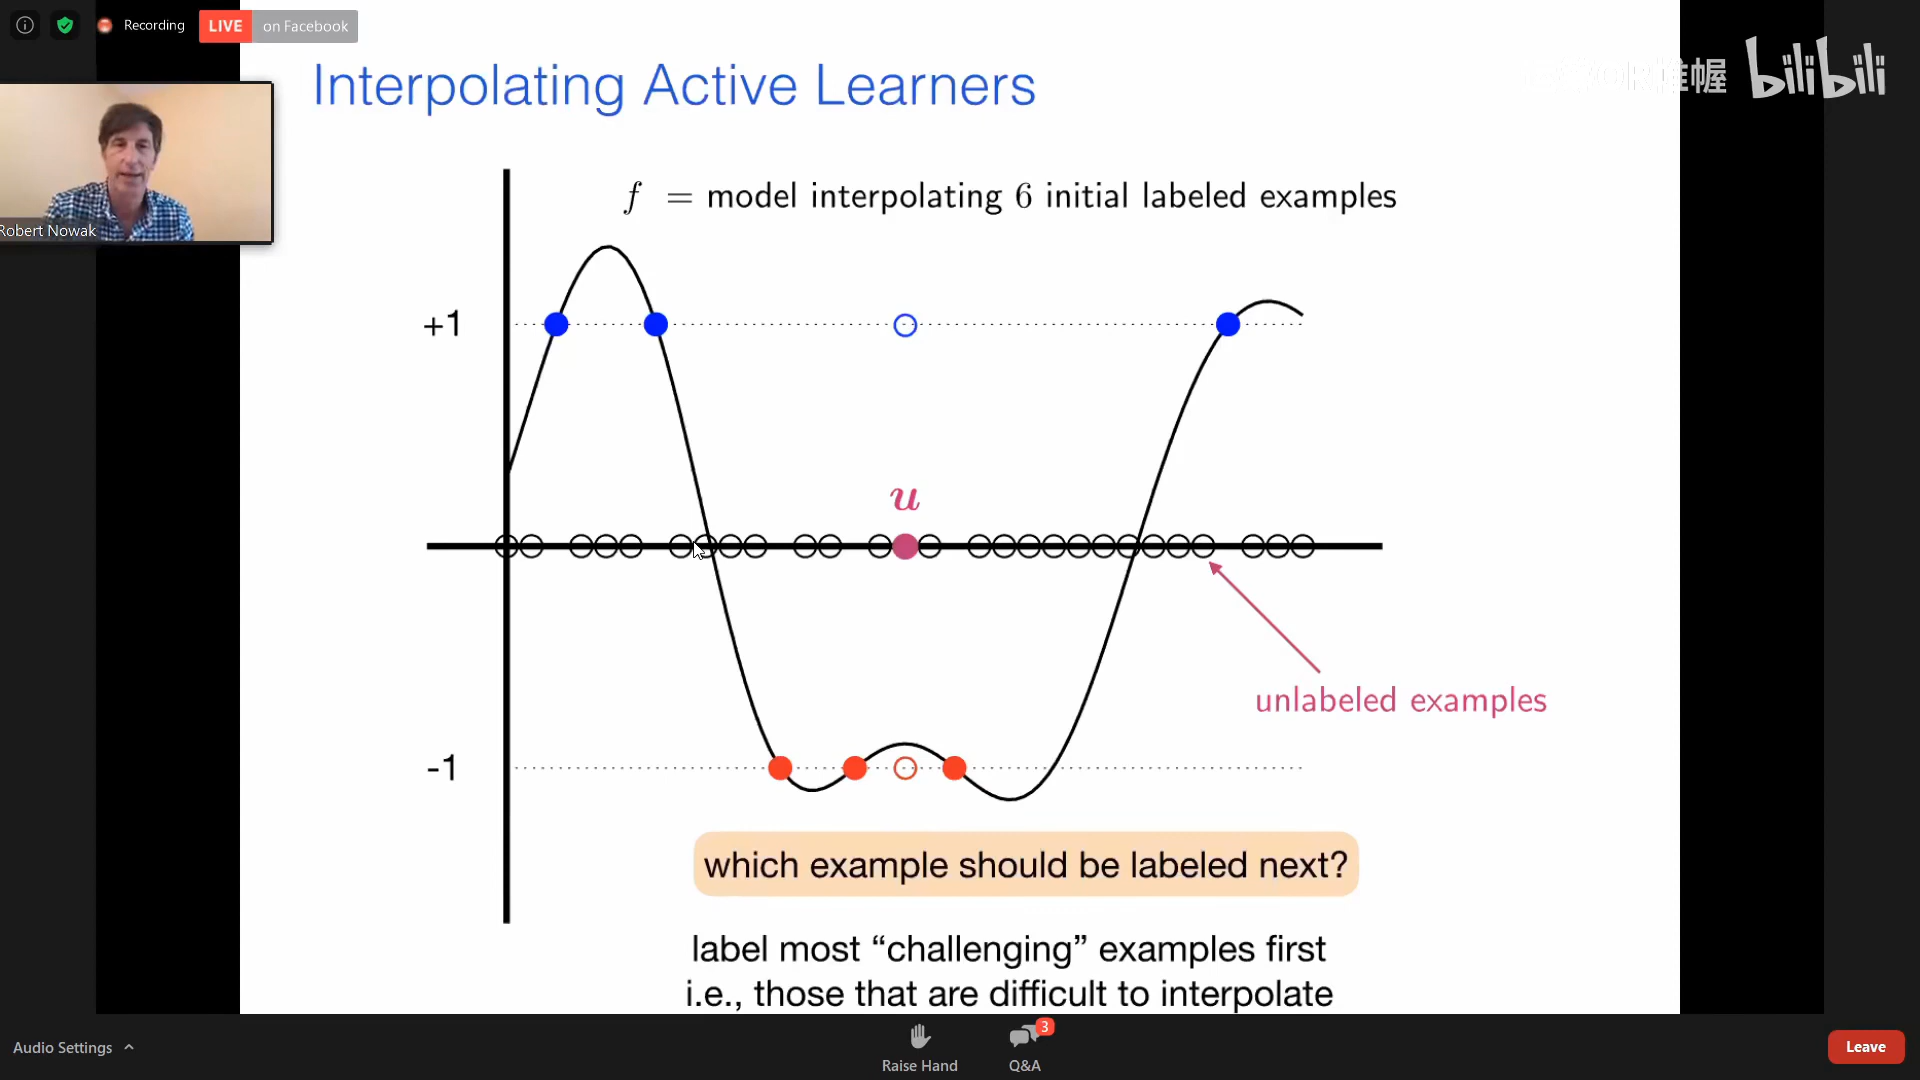 Recording
LIVE on Facebook
Interpolating Active Learners
bilibili
Robert Nowak
f = model interpolating 6 initial labeled examples
+1
u
unlabeled examples
-1
which example should be labeled next?
label most “challenging” examples first
i.e., those that are difficult to interpolate
Audio Settings
Raise Hand
3
Q&A
Leave